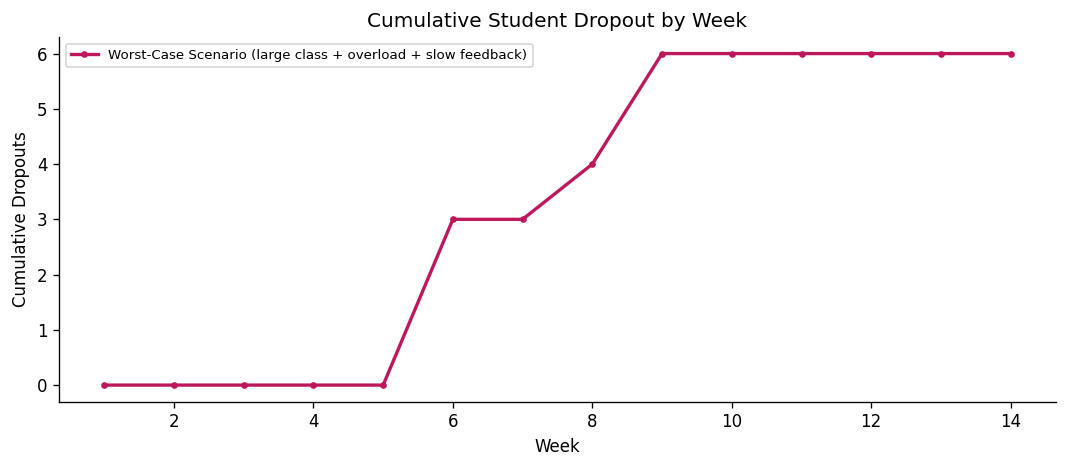 Cumulative Student Dropout by Week
Worst-Case Scenario (large class + overload + slow feedback)
Cumulative Dropouts
6
5
4
3
2
1
0
2 4 6 8 10 12 14
Week